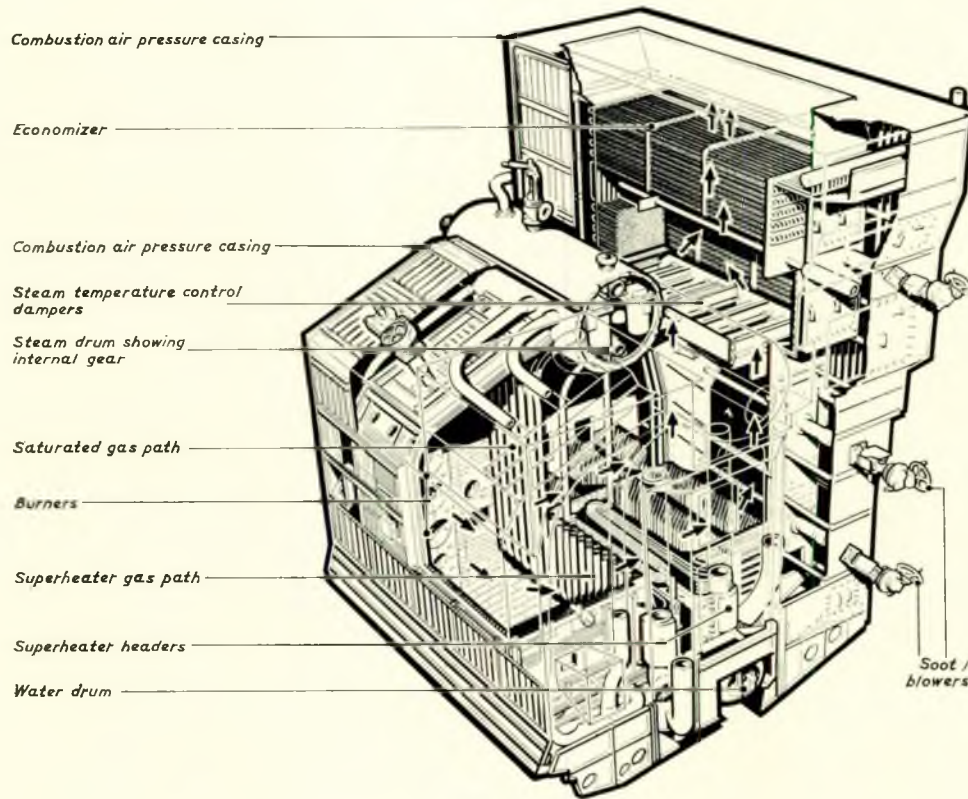 Combustion air pressure casing
Economizer
Combustion air pressure casing
Steam temperature control
dampers
Steam drum showing
internal gear
Saturated gas path
Burners
Superheater gas path
Superheater headers
Water drum
Soot
blowers